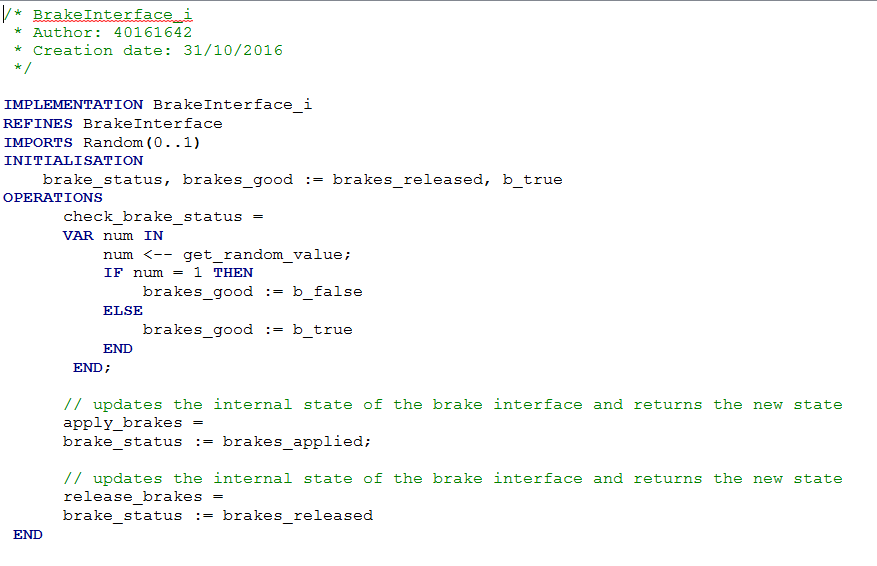 /* BrakeInterface_i
 * Author: 40161642
 * Creation date: 31/10/2016
 */

IMPLEMENTATION BrakeInterface_i
REFINES BrakeInterface
IMPORTS Random(0..1)
INITIALISATION
    brake_status, brakes_good := brakes_released, b_true
OPERATIONS
      check_brake_status =
      VAR num IN
          num <-- get_random_value;
          IF num = 1 THEN
              brakes_good := b_false
          ELSE
              brakes_good := b_true
          END
       END;

      // updates the internal state of the brake interface and returns the new state
      apply_brakes =
      brake_status := brakes_applied;

      // updates the internal state of the brake interface and returns the new state
      release_brakes =
      brake_status := brakes_released
 END